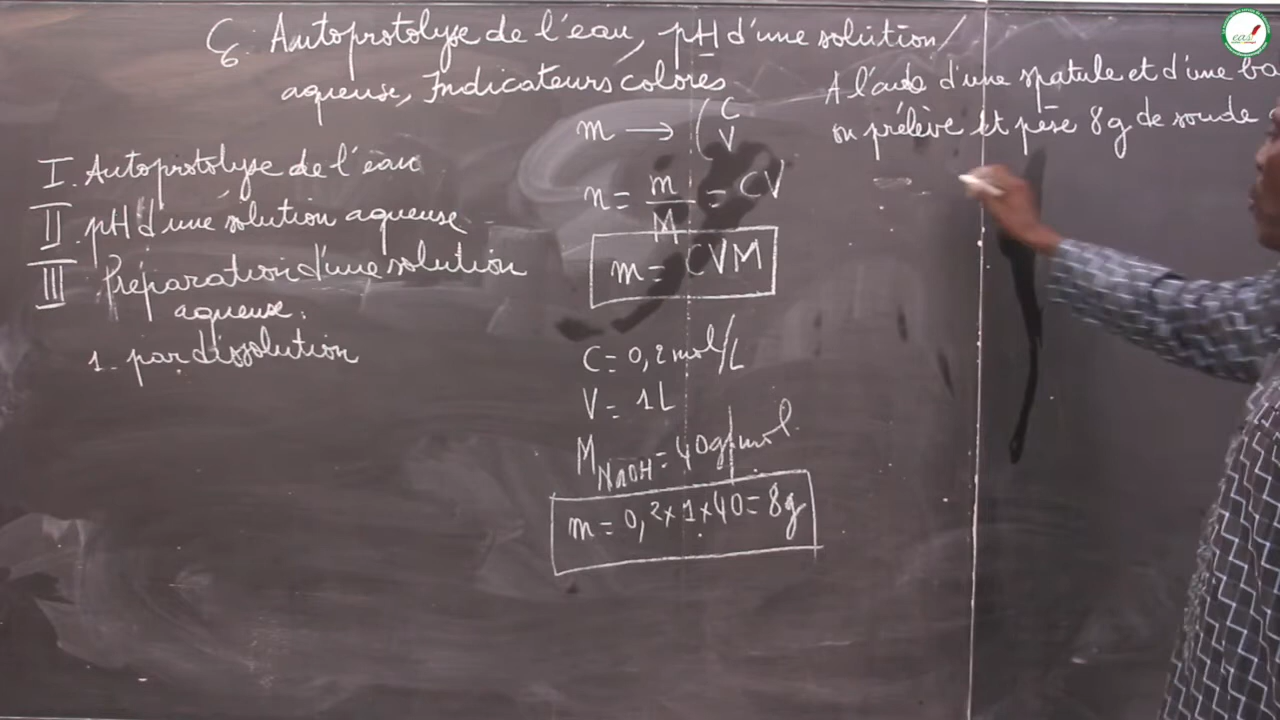 C6 Autoprotolyse de l'eau, pH d'une solution
aqueuse, Indicateurs colorés
I. Autoprotolyse de l'eau
II. pH d'une solution aqueuse
III Préparation d'une solution
aqueuse.
1. par dissolution
m → ( C
V
n = m/M = CV
m = CVM
C = 0,2 mol/L
V = 1L
M NaOH = 40g/mol.
m = 0,2 x 1 x 40 = 8g
A l'aide d'une spatule et d'une ba
on prélève et pèse 8g de soude
eas